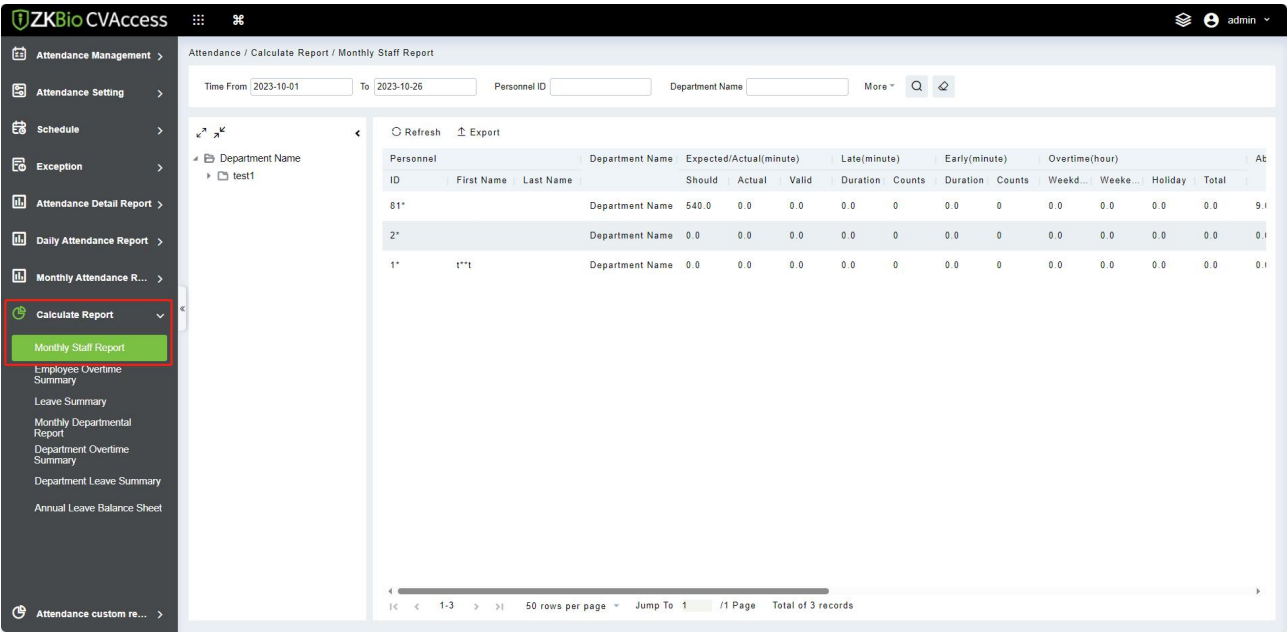 ZKBio CVAccess
admin
Attendance Management
Attendance Setting
Schedule
Exception
Attendance Detail Report
Daily Attendance Report
Monthly Attendance R...
Calculate Report
Monthly Staff Report
Employee Overtime
Summary
Leave Summary
Monthly Departmental
Report
Department Overtime
Summary
Department Leave Summary
Annual Leave Balance Sheet
Attendance custom re...
Attendance / Calculate Report / Monthly Staff Report
Time From 2023-10-01 To 2023-10-26 Personnel ID Department Name More
Department Name
test1
Refresh Export
Personnel Department Name Expected/Actual(minute) Late(minute) Early(minute) Overtime(hour)
ID First Name Last Name Should Actual Valid Duration Counts Duration Counts Weekd... Weeke... Holiday Total
81* Department Name 540.0 0.0 0.0 0.0 0 0.0 0 0.0 0.0 0.0 0.0
2* Department Name 0.0 0.0 0.0 0.0 0 0.0 0 0.0 0.0 0.0 0.0
1* t**t Department Name 0.0 0.0 0.0 0.0 0 0.0 0 0.0 0.0 0.0 0.0
1-3 50 rows per page Jump To 1 /1 Page Total of 3 records